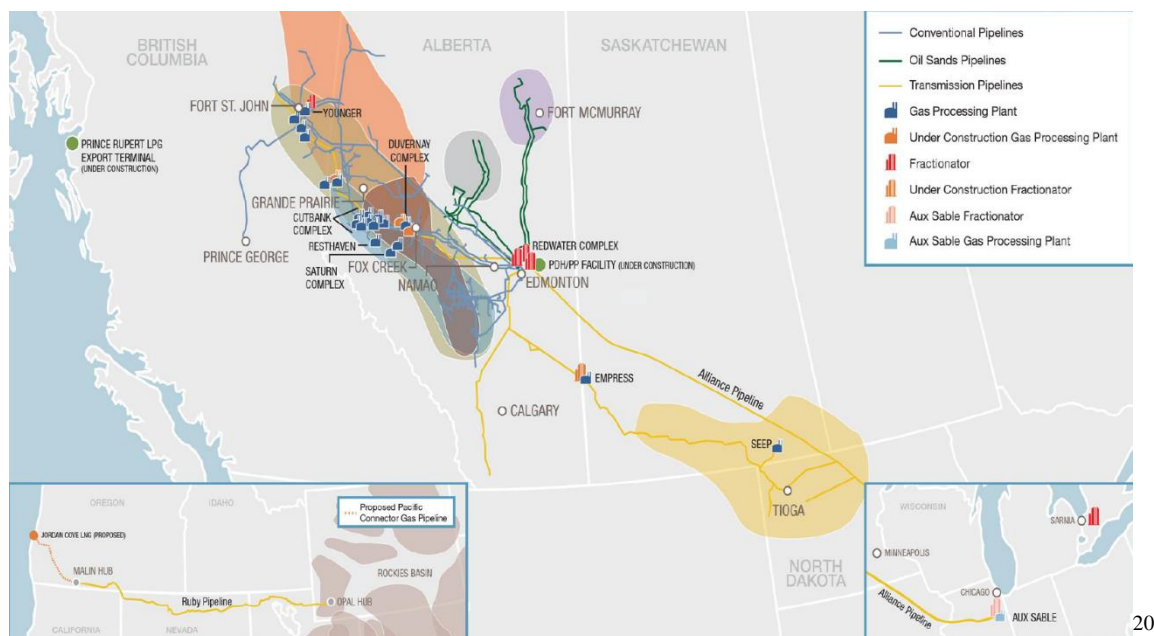 BRITISH
COLUMBIA
ALBERTA
SASKATCHEWAN
FORT ST. JOHN
YOUNGER
FORT MCMURRAY
DUVERNAY
COMPLEX
PRINCE RUPERT LPG
EXPORT TERMINAL
(UNDER CONSTRUCTION)
GRANDE PRAIRIE
CUTBANK
COMPLEX
RESTHAVEN
PRINCE GEORGE
SATURN
COMPLEX
FOX CREEK
NAMAO
REDWATER COMPLEX
PDH/PP FACILITY (UNDER CONSTRUCTION)
EDMONTON
EMPRESS
CALGARY
Alliance Pipeline
SEEP
TIOGA
NORTH
DAKOTA
Conventional Pipelines
Oil Sands Pipelines
Transmission Pipelines
Gas Processing Plant
Under Construction Gas Processing Plant
Fractionator
Under Construction Fractionator
Aux Sable Fractionator
Aux Sable Gas Processing Plant
OREGON
IDAHO
Proposed Pacific
Connector Gas Pipeline
JORDAN COVE LNG (PROPOSED)
MALIN HUB
ROCKIES BASIN
Ruby Pipeline
OPAL HUB
CALIFORNIA
NEVADA
WISCONSIN
SARNIA
MINNEAPOLIS
CHICAGO
Alliance Pipeline
AUX SABLE
20